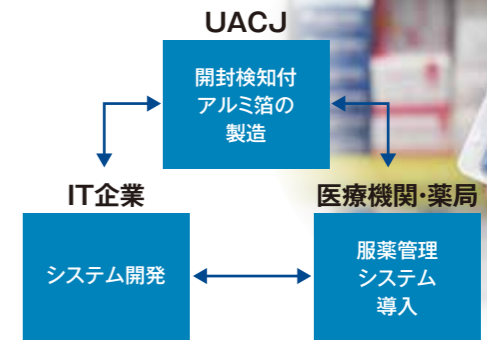 UACJ
開封検知付
アルミ箔の
製造
IT企業
医療機関・薬局
システム開発
服薬管理
システム
導入